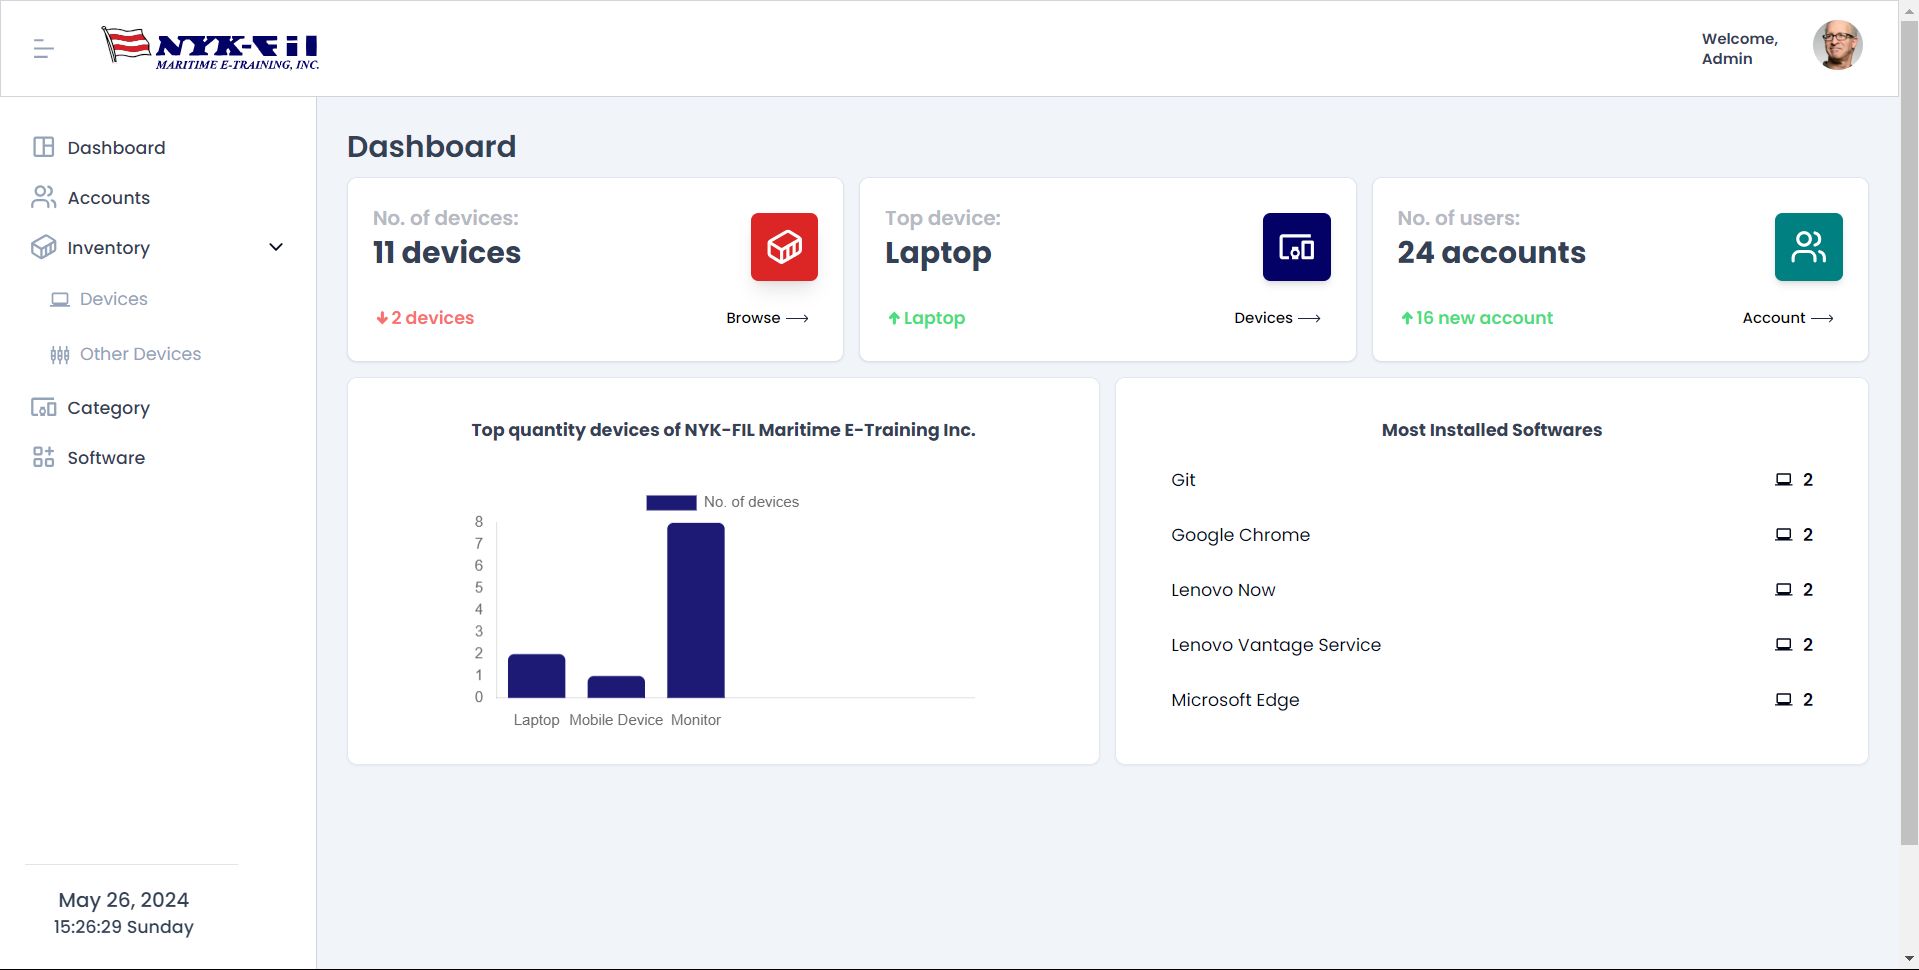 NYK-FIL
MARITIME E-TRAINING, INC.
Welcome,
Admin
Dashboard
Accounts
Inventory
Devices
Other Devices
Category
Software
May 26, 2024
15:26:29 Sunday
Dashboard
No. of devices:
11 devices
2 devices
Browse
Top device:
Laptop
Laptop
Devices
No. of users:
24 accounts
16 new account
Account
Top quantity devices of NYK-FIL Maritime E-Training Inc.
No. of devices
8
7
6
5
4
3
2
1
0
Laptop Mobile Device Monitor
Most Installed Softwares
Git 2
Google Chrome 2
Lenovo Now 2
Lenovo Vantage Service 2
Microsoft Edge 2